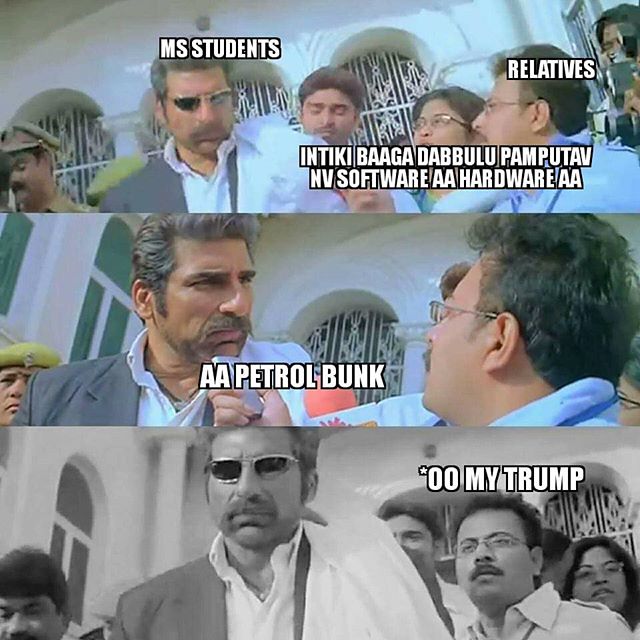 MS STUDENTS
RELATIVES
INTIKI BAAGA DABBULU PAMPUTAV
NV SOFTWARE AA HARDWARE AA
AA PETROL BUNK
*OO MY TRUMP